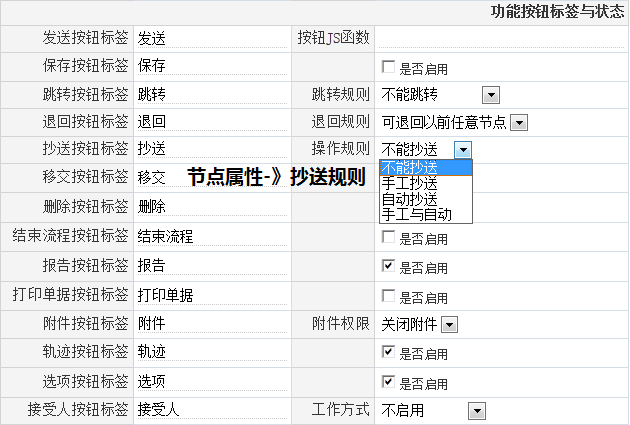 功能按钮标签与状态
发送按钮标签 发送 按钮JS函数
保存按钮标签 保存 是否启用
跳转按钮标签 跳转 跳转规则 不能跳转
退回按钮标签 退回 退回规则 可退回以前任意节点
抄送按钮标签 抄送 操作规则 不能抄送
不能抄送
移交按钮标签 移交 节点属性-》抄送规则 手工抄送
自动抄送
删除按钮标签 删除 手工与自动
结束流程按钮标签 结束流程 是否启用
报告按钮标签 报告 是否启用
打印单据按钮标签 打印单据 是否启用
附件按钮标签 附件 附件权限 关闭附件
轨迹按钮标签 轨迹 是否启用
选项按钮标签 选项 是否启用
接受人按钮标签 接受人 工作方式 不启用